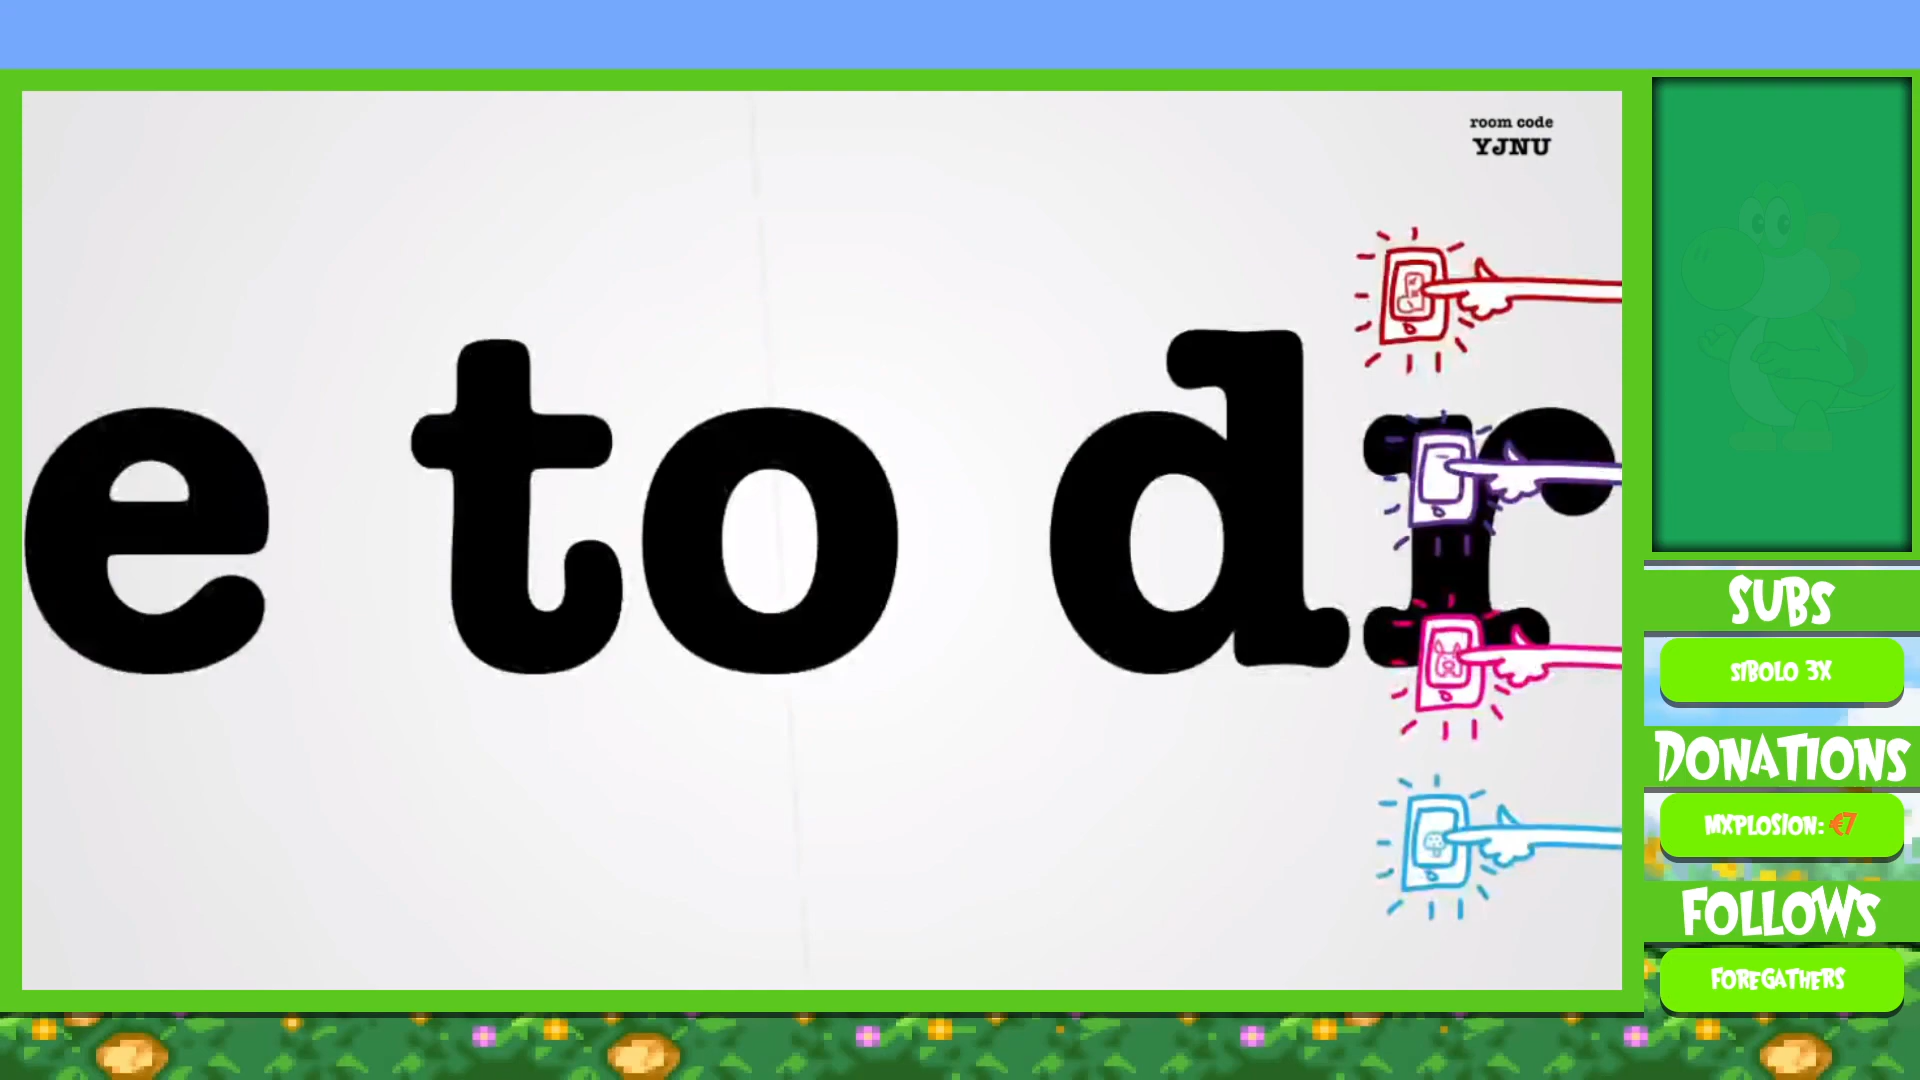 room code
YJNU
e to dr
SUBS
SIBOLO 3X
DONATIONS
MXPLOSION: €7
FOLLOWS
FOREGATHERS